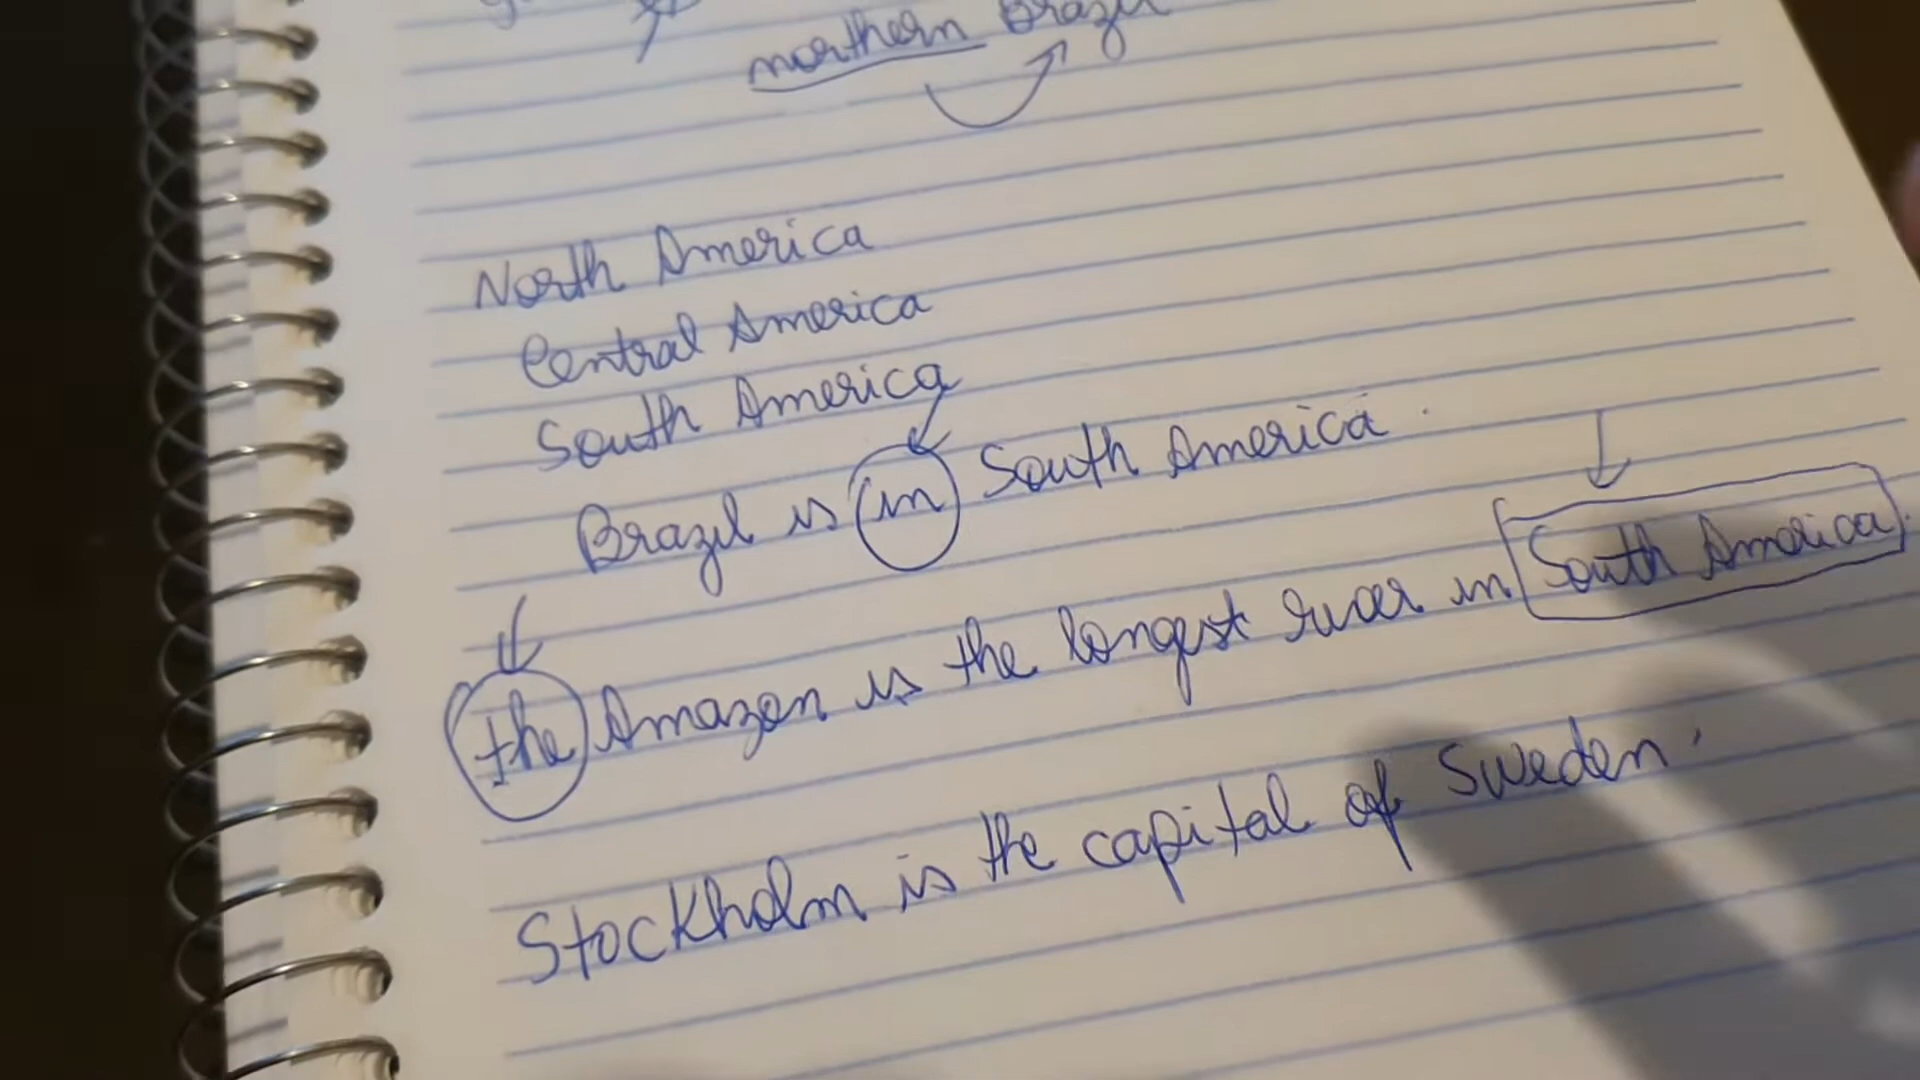 northern Brazil
North America
Central America
South America
Brazil is in South America.
the Amazon is the longest river in South America.
Stockholm is the capital of Sweden.